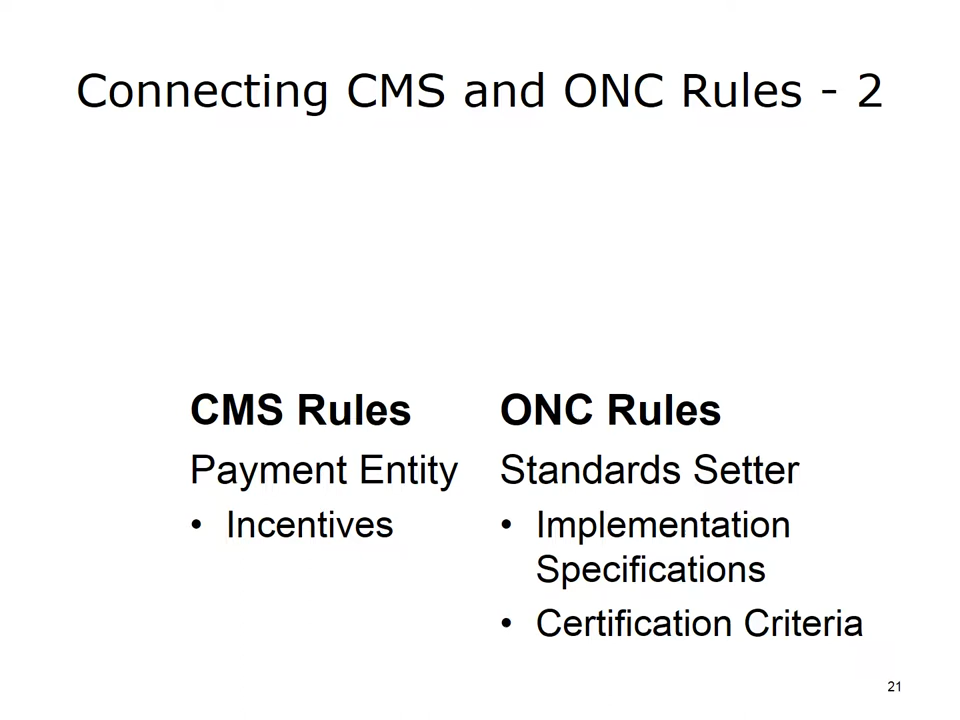 Connecting CMS and ONC Rules - 2
CMS Rules
Payment Entity
• Incentives
ONC Rules
Standards Setter
• Implementation
Specifications
• Certification Criteria
21